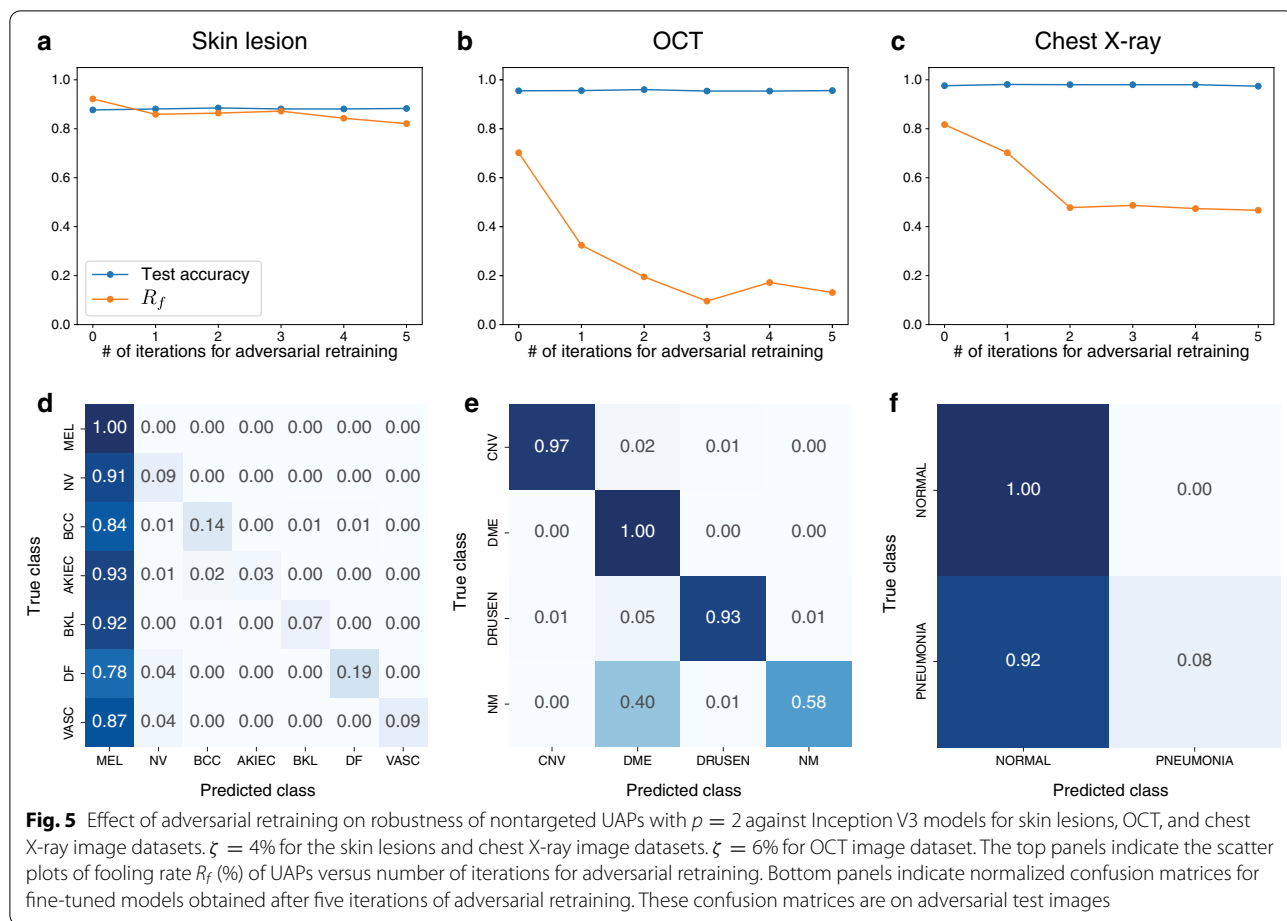 a Skin lesion
1.0
0.8
0.6
0.4
0.2
0.0
Test accuracy
R_f
0 1 2 3 4 5
# of iterations for adversarial retraining
b OCT
1.0
0.8
0.6
0.4
0.2
0.0
0 1 2 3 4 5
# of iterations for adversarial retraining
c Chest X-ray
1.0
0.8
0.6
0.4
0.2
0.0
0 1 2 3 4 5
# of iterations for adversarial retraining
d
True class
MEL 1.00 0.00 0.00 0.00 0.00 0.00 0.00
NV 0.91 0.09 0.00 0.00 0.00 0.00 0.00
BCC 0.84 0.01 0.14 0.00 0.01 0.01 0.00
AKIEC 0.93 0.01 0.02 0.03 0.00 0.00 0.00
BKL 0.92 0.00 0.01 0.00 0.07 0.00 0.00
DF 0.78 0.04 0.00 0.00 0.00 0.19 0.00
VASC 0.87 0.04 0.00 0.00 0.00 0.00 0.09
MEL NV BCC AKIEC BKL DF VASC
Predicted class
e
True class
CNV 0.97 0.02 0.01 0.00
DME 0.00 1.00 0.00 0.00
DRUSEN 0.01 0.05 0.93 0.01
NM 0.00 0.40 0.01 0.58
CNV DME DRUSEN NM
Predicted class
f
True class
NORMAL 1.00 0.00
PNEUMONIA 0.92 0.08
NORMAL PNEUMONIA
Predicted class
Fig. 5 Effect of adversarial retraining on robustness of nontargeted UAPs with p = 2 against Inception V3 models for skin lesions, OCT, and chest
X-ray image datasets. ζ = 4% for the skin lesions and chest X-ray image datasets. ζ = 6% for OCT image dataset. The top panels indicate the scatter
plots of fooling rate R_f (%) of UAPs versus number of iterations for adversarial retraining. Bottom panels indicate normalized confusion matrices for
fine-tuned models obtained after five iterations of adversarial retraining. These confusion matrices are on adversarial test images